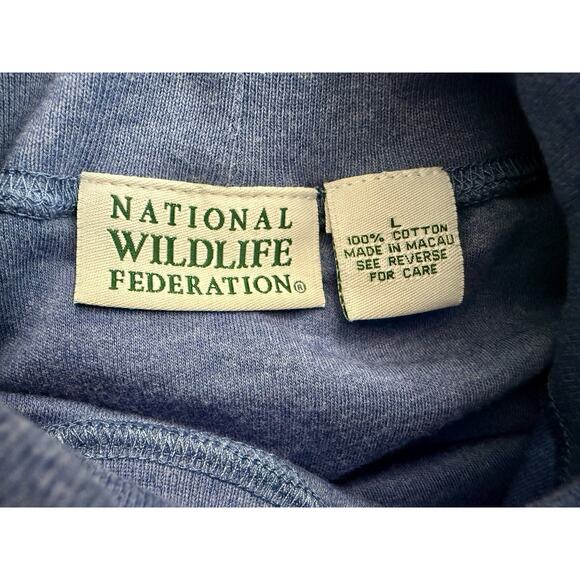 NATIONAL
WILDLIFE
FEDERATION®
L
100% COTTON
MADE IN MACAU
SEE REVERSE
FOR CARE